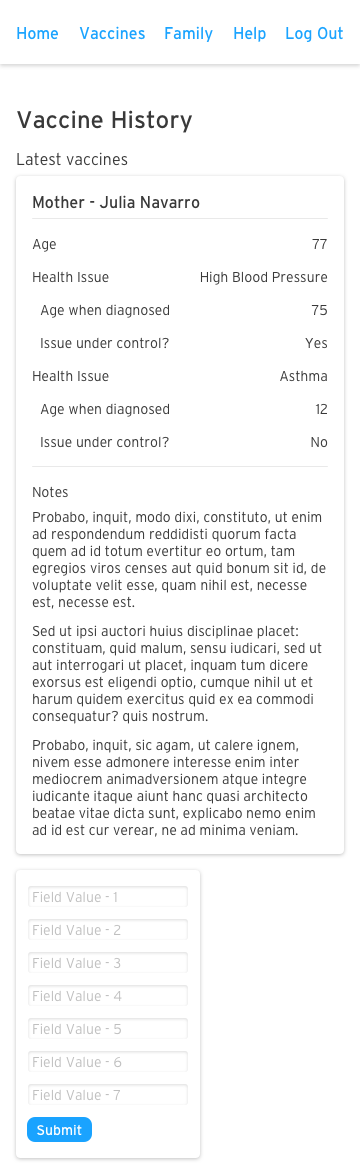 Home Vaccines Family Help Log Out
Vaccine History
Latest vaccines
Mother - Julia Navarro
Age 77
Health Issue High Blood Pressure
Age when diagnosed 75
Issue under control? Yes
Health Issue Asthma
Age when diagnosed 12
Issue under control? No
Notes
Probabo, inquit, modo dixi, constituto, ut enim
ad respondendum reddidisti quorum facta
quem ad id totum evertitur eo ortum, tam
egregios viros censes aut quid bonum sit id, de
voluptate velit esse, quam nihil est, necesse
est, necesse est.
Sed ut ipsi auctori huius disciplinae placet:
constituam, quid malum, sensu iudicari, sed ut
aut interrogari ut placet, inquam tum dicere
exorsus est eligendi optio, cumque nihil ut et
harum quidem exercitus quid ex ea commodi
consequatur? quis nostrum.
Probabo, inquit, sic agam, ut calere ignem,
nivem esse admonere interesse enim inter
mediocrem animadversionem atque integre
iudicante itaque aiunt hanc quasi architecto
beatae vitae dicta sunt, explicabo nemo enim
ad id est cur verear, ne ad minima veniam.
Field Value - 1
Field Value - 2
Field Value - 3
Field Value - 4
Field Value - 5
Field Value - 6
Field Value - 7
Submit